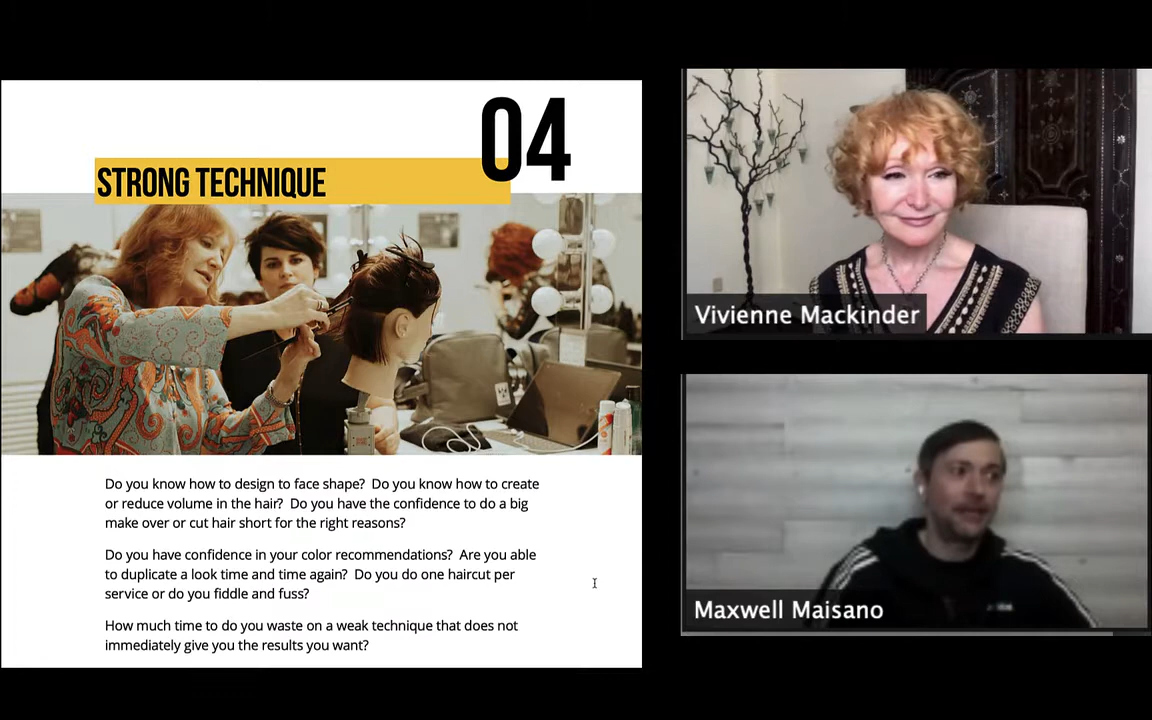 04
STRONG TECHNIQUE
Do you know how to design to face shape?  Do you know how to create
or reduce volume in the hair?  Do you have the confidence to do a big
make over or cut hair short for the right reasons?
Do you have confidence in your color recommendations?  Are you able
to duplicate a look time and time again?  Do you do one haircut per
service or do you fiddle and fuss?
How much time to do you waste on a weak technique that does not
immediately give you the results you want?
Vivienne Mackinder
Maxwell Maisano